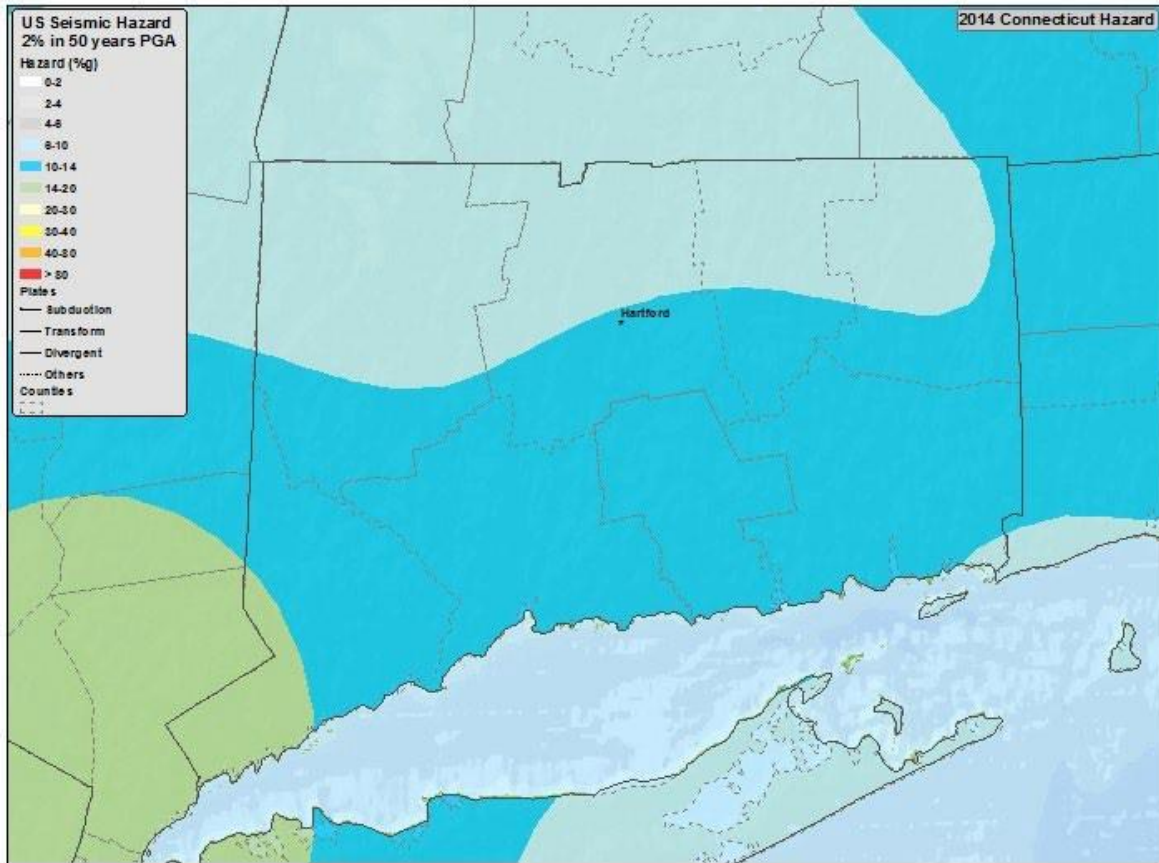 US Seismic Hazard
2% in 50 years PGA
Hazard (%g)
0-2
2-4
4-6
6-10
10-14
14-20
20-30
30-40
40-80
> 80
Plates
Subduction
Transform
Divergent
Others
Counties
2014 Connecticut Hazard
Hartford